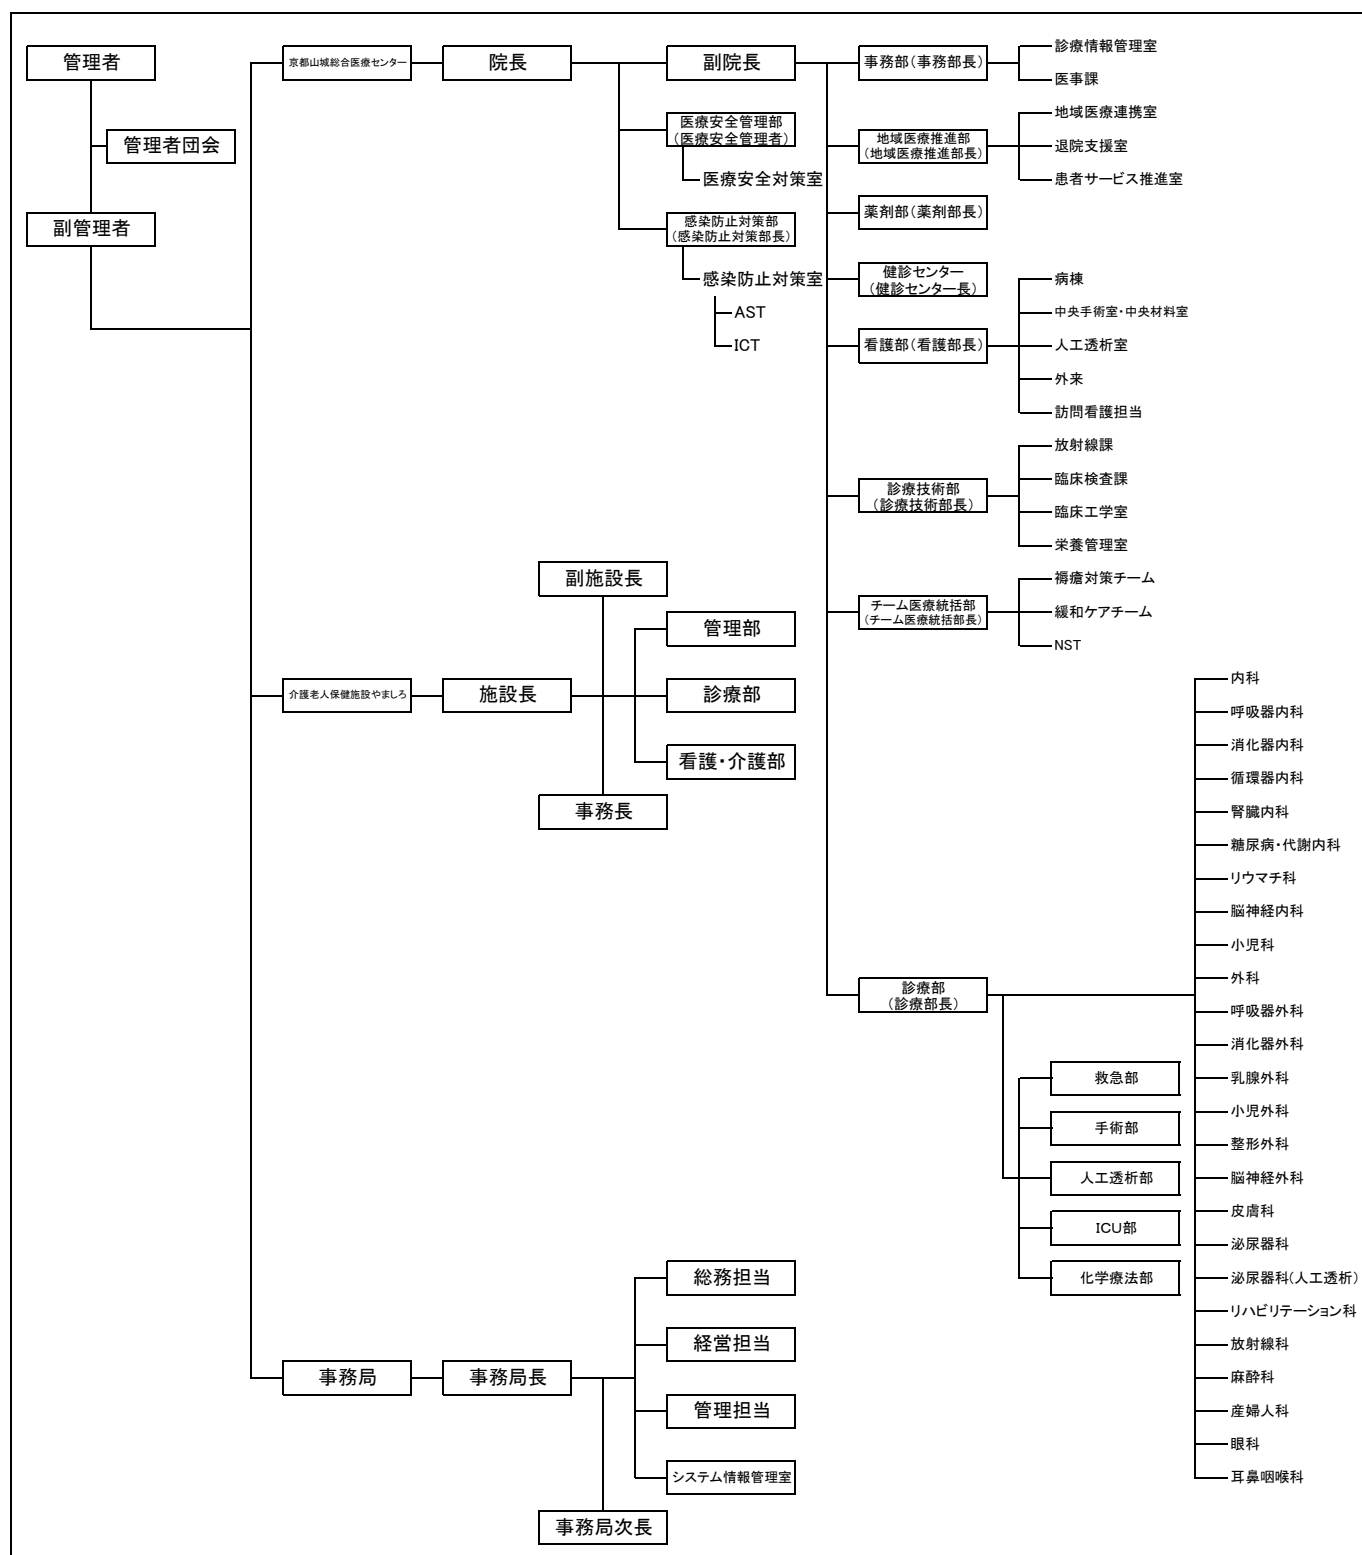 管理者
管理者団会
副管理者
京都山城総合医療センター
院長
副院長
医療安全管理部
(医療安全管理者)
医療安全対策室
感染防止対策部
(感染防止対策部長)
感染防止対策室
AST
ICT
事務部(事務部長)
診療情報管理室
医事課
地域医療推進部
(地域医療推進部長)
地域医療連携室
退院支援室
患者サービス推進室
薬剤部(薬剤部長)
健診センター
(健診センター長)
看護部(看護部長)
病棟
中央手術室・中央材料室
人工透析室
外来
訪問看護担当
診療技術部
(診療技術部長)
放射線課
臨床検査課
臨床工学室
栄養管理室
チーム医療統括部
(チーム医療統括部長)
褥瘡対策チーム
緩和ケアチーム
NST
診療部
(診療部長)
内科
呼吸器内科
消化器内科
循環器内科
腎臓内科
糖尿病・代謝内科
リウマチ科
脳神経内科
小児科
外科
呼吸器外科
消化器外科
乳腺外科
小児外科
整形外科
脳神経外科
皮膚科
泌尿器科
泌尿器科(人工透析)
リハビリテーション科
放射線科
麻酔科
産婦人科
眼科
耳鼻咽喉科
救急部
手術部
人工透析部
ICU部
化学療法部
介護老人保健施設やましろ
施設長
副施設長
管理部
診療部
看護・介護部
事務長
事務局
事務局長
総務担当
経営担当
管理担当
システム情報管理室
事務局次長